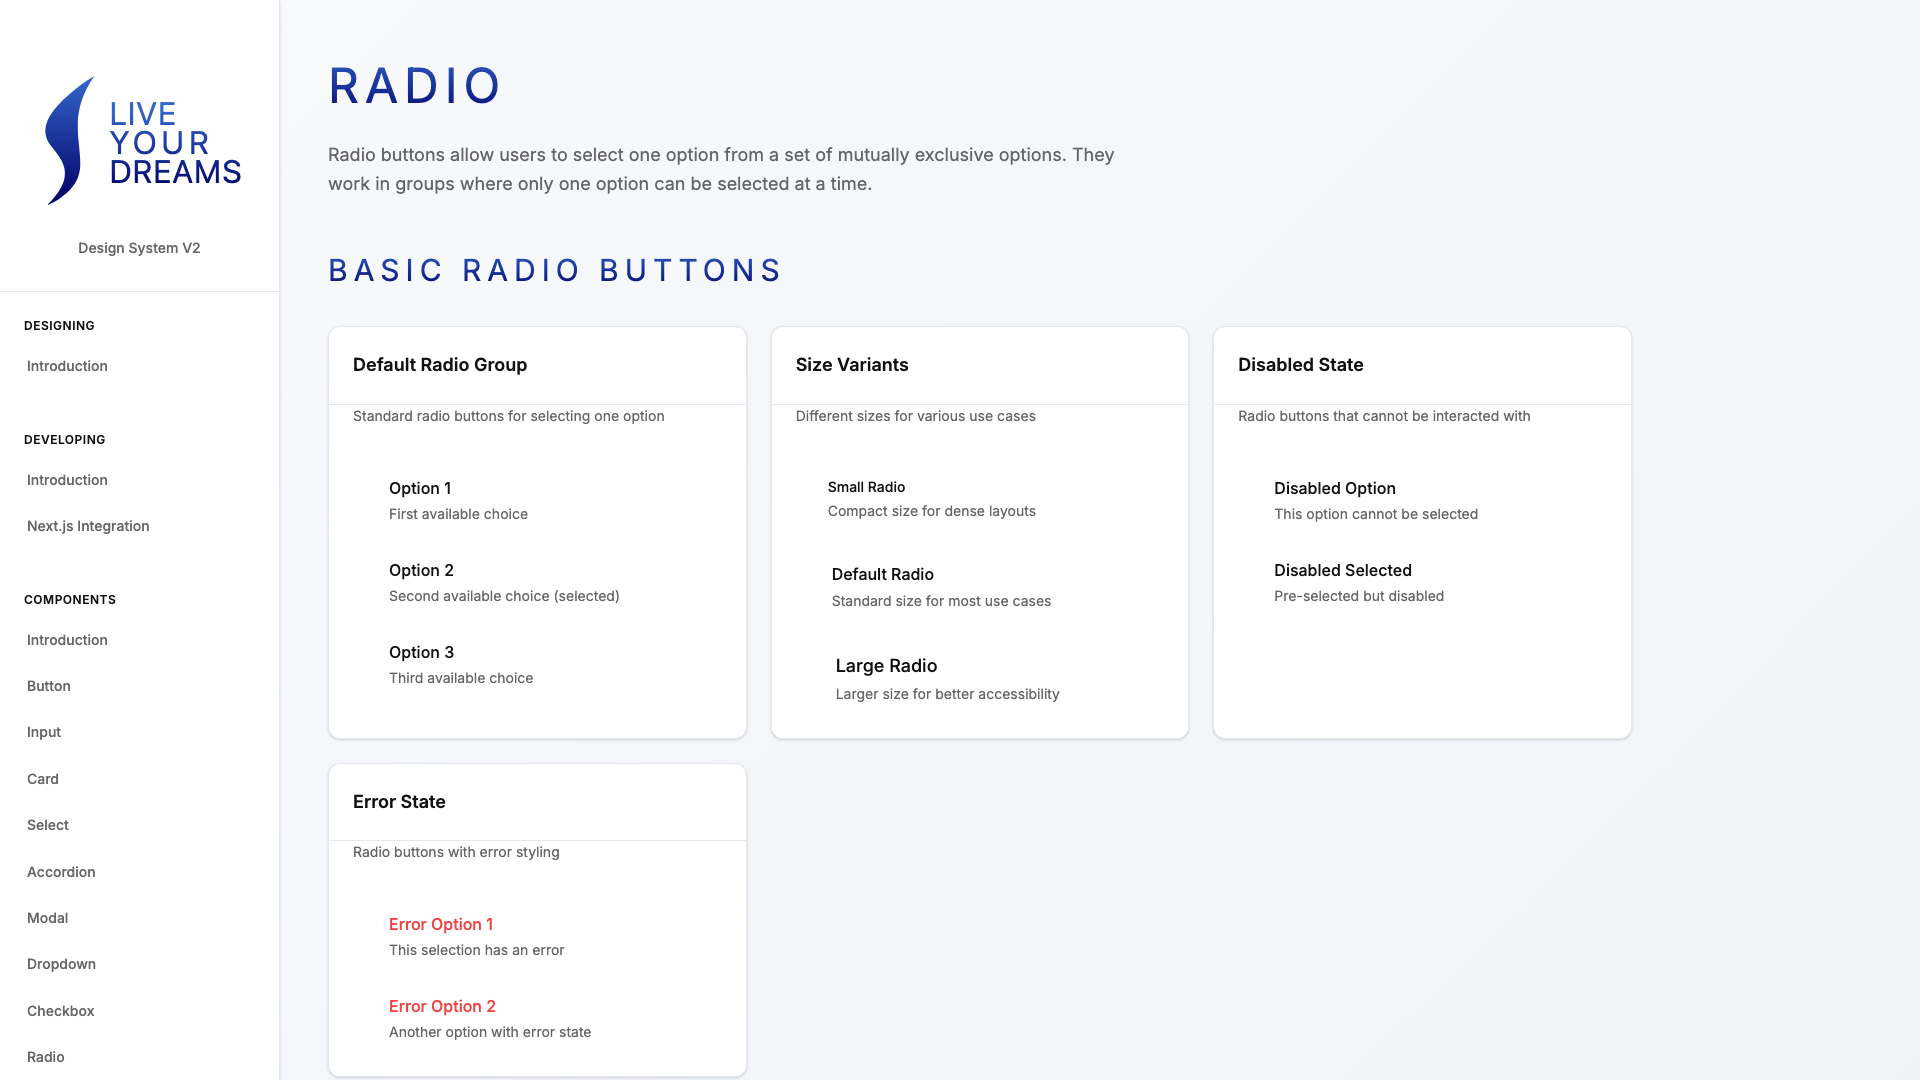 LIVE
YOUR
DREAMS
Design System V2
DESIGNING
Introduction
DEVELOPING
Introduction
Next.js Integration
COMPONENTS
Introduction
Button
Input
Card
Select
Accordion
Modal
Dropdown
Checkbox
Radio
RADIO
Radio buttons allow users to select one option from a set of mutually exclusive options. They
work in groups where only one option can be selected at a time.
BASIC RADIO BUTTONS
Default Radio Group
Standard radio buttons for selecting one option
Option 1
First available choice
Option 2
Second available choice (selected)
Option 3
Third available choice
Size Variants
Different sizes for various use cases
Small Radio
Compact size for dense layouts
Default Radio
Standard size for most use cases
Large Radio
Larger size for better accessibility
Disabled State
Radio buttons that cannot be interacted with
Disabled Option
This option cannot be selected
Disabled Selected
Pre-selected but disabled
Error State
Radio buttons with error styling
Error Option 1
This selection has an error
Error Option 2
Another option with error state